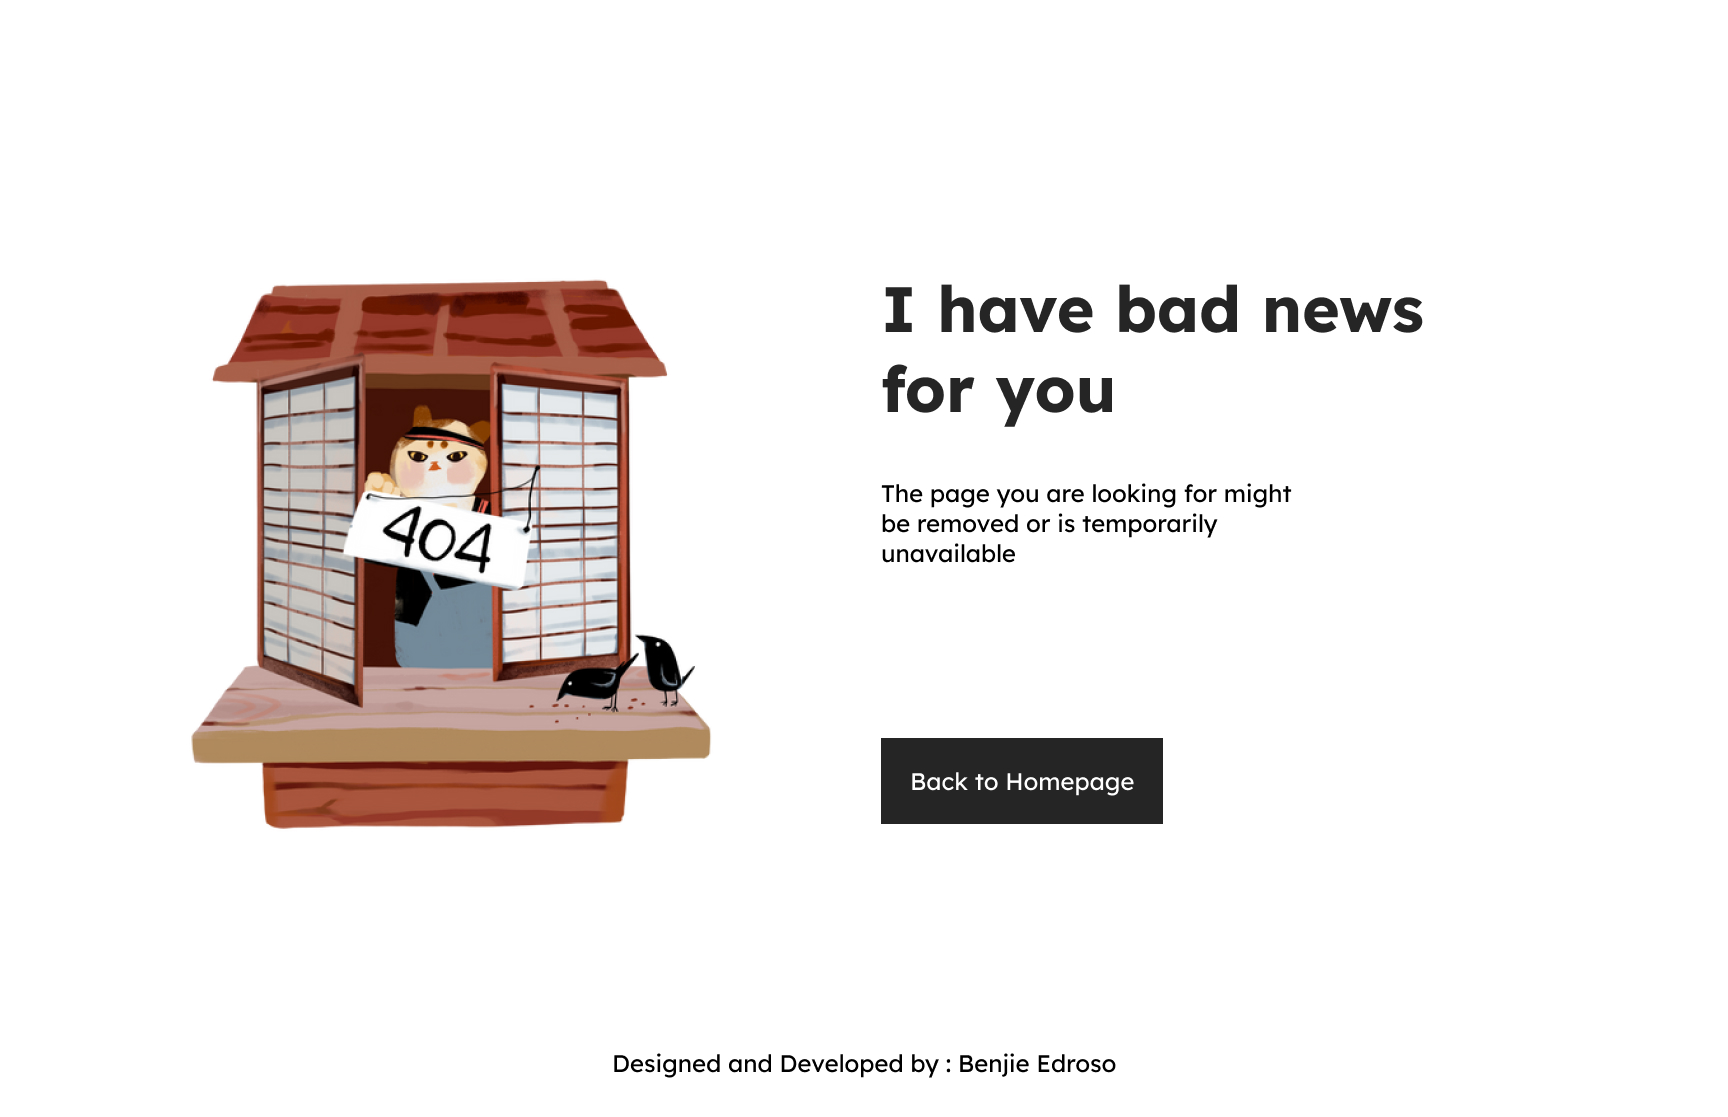 404
I have bad news
for you
The page you are looking for might
be removed or is temporarily
unavailable
Back to Homepage
Designed and Developed by : Benjie Edroso